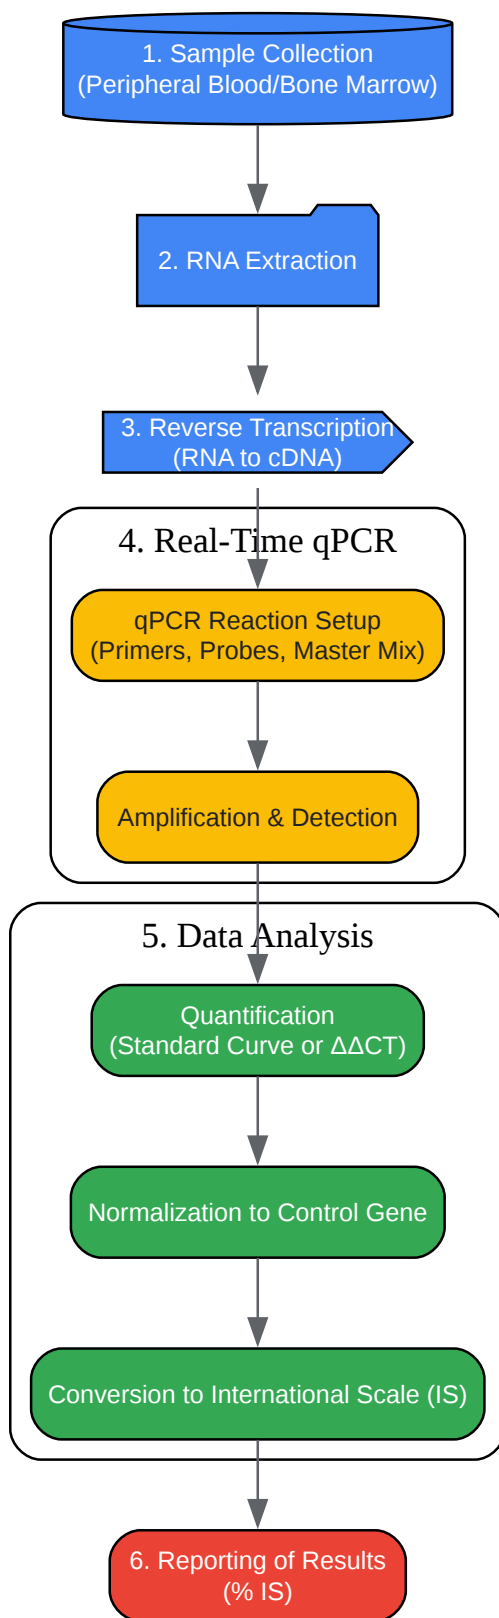 1. Sample Collection
(Peripheral Blood/Bone Marrow)
2. RNA Extraction
3. Reverse Transcription
(RNA to cDNA)
4. Real-Time qPCR
qPCR Reaction Setup
(Primers, Probes, Master Mix)
Amplification & Detection
5. Data Analysis
Quantification
(Standard Curve or ΔΔCT)
Normalization to Control Gene
Conversion to International Scale (IS)
6. Reporting of Results
(% IS)